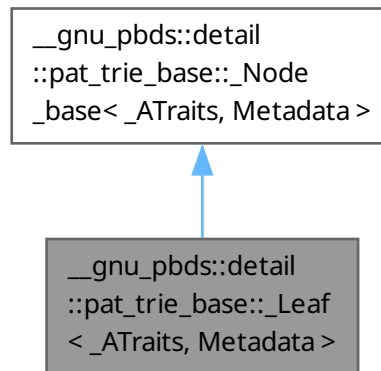 __gnu_pbds::detail
::pat_trie_base::_Node
_base< _ATraits, Metadata >
__gnu_pbds::detail
::pat_trie_base::_Leaf
< _ATraits, Metadata >